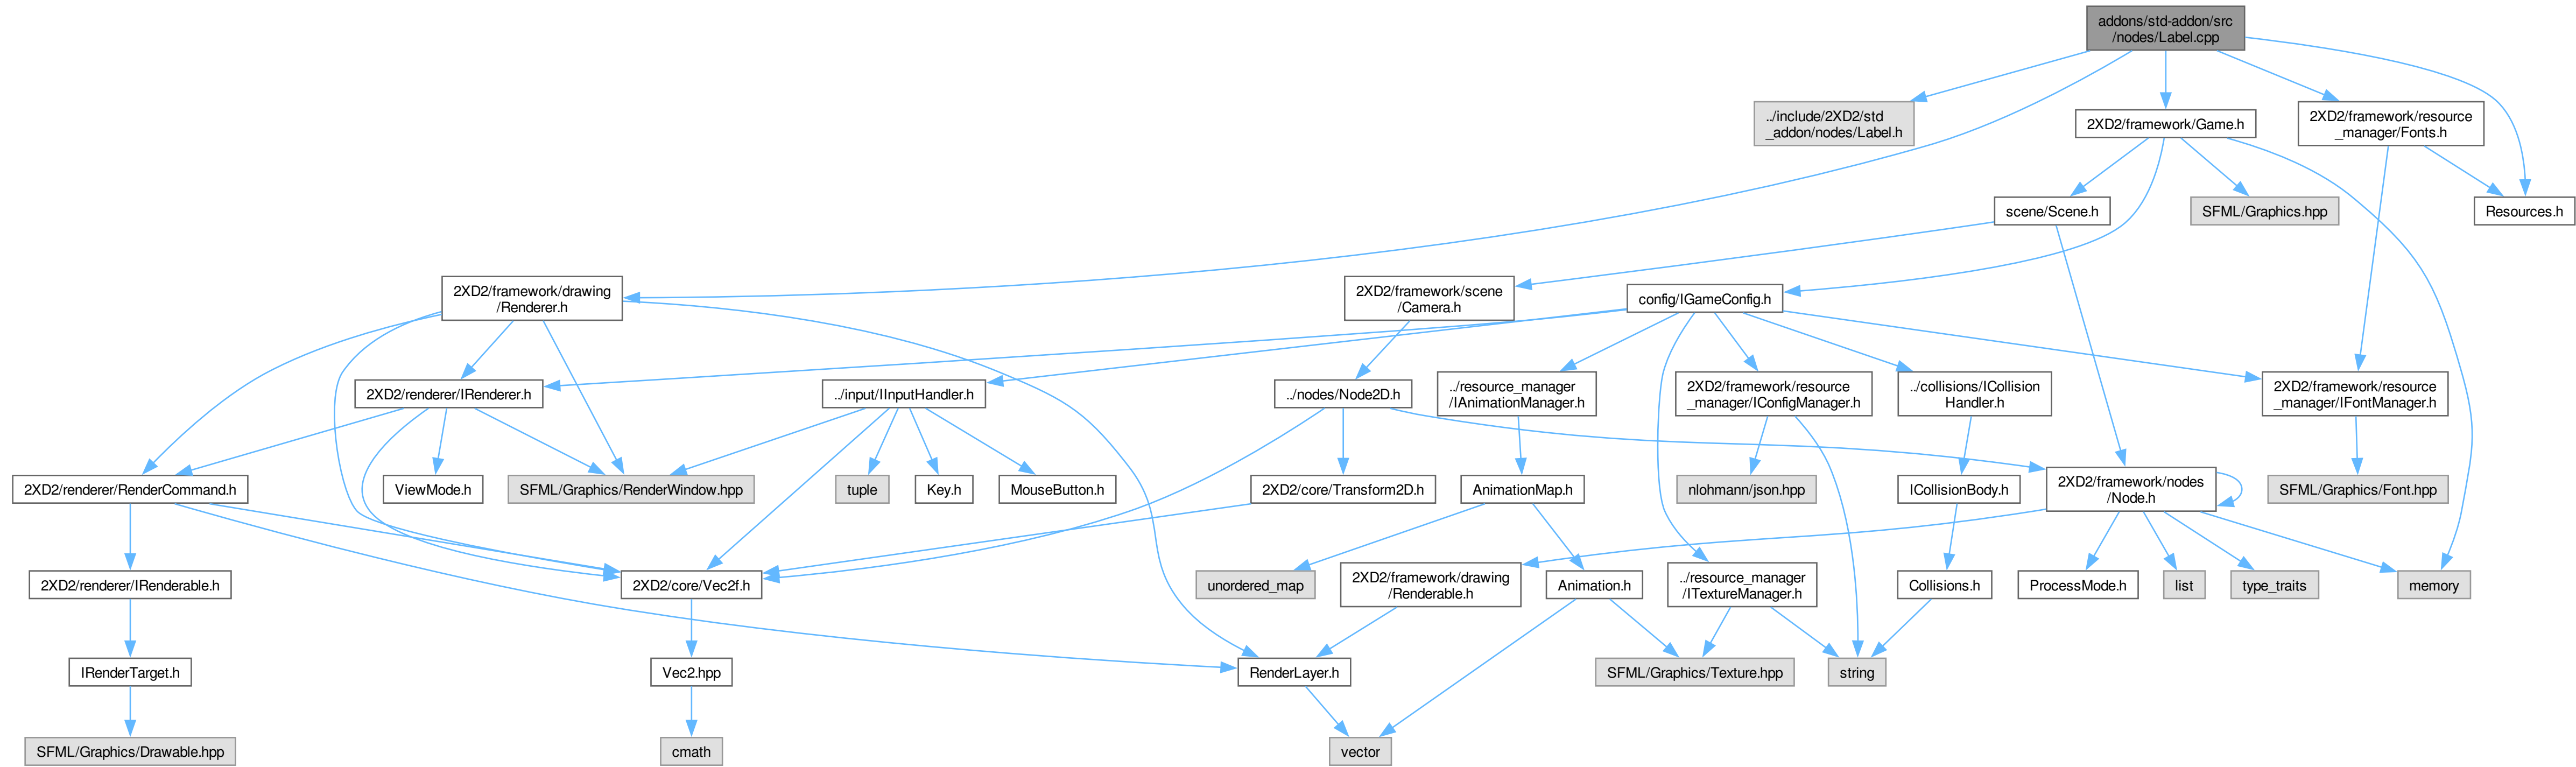 addons/std-addon/src
/nodes/Label.cpp
../include/2XD2/std
_addon/nodes/Label.h
2XD2/framework/Game.h
2XD2/framework/resource
_manager/Fonts.h
scene/Scene.h
SFML/Graphics.hpp
Resources.h
2XD2/framework/drawing
/Renderer.h
2XD2/framework/scene
/Camera.h
config/IGameConfig.h
2XD2/renderer/IRenderer.h
../input/IInputHandler.h
../nodes/Node2D.h
../resource_manager
/IAnimationManager.h
2XD2/framework/resource
_manager/IConfigManager.h
../collisions/ICollision
Handler.h
2XD2/framework/resource
_manager/IFontManager.h
2XD2/renderer/RenderCommand.h
ViewMode.h
SFML/Graphics/RenderWindow.hpp
tuple
Key.h
MouseButton.h
2XD2/core/Transform2D.h
AnimationMap.h
nlohmann/json.hpp
ICollisionBody.h
2XD2/framework/nodes
/Node.h
SFML/Graphics/Font.hpp
2XD2/renderer/IRenderable.h
2XD2/core/Vec2f.h
unordered_map
2XD2/framework/drawing
/Renderable.h
Animation.h
../resource_manager
/ITextureManager.h
Collisions.h
ProcessMode.h
list
type_traits
memory
IRenderTarget.h
Vec2.hpp
RenderLayer.h
SFML/Graphics/Texture.hpp
string
SFML/Graphics/Drawable.hpp
cmath
vector